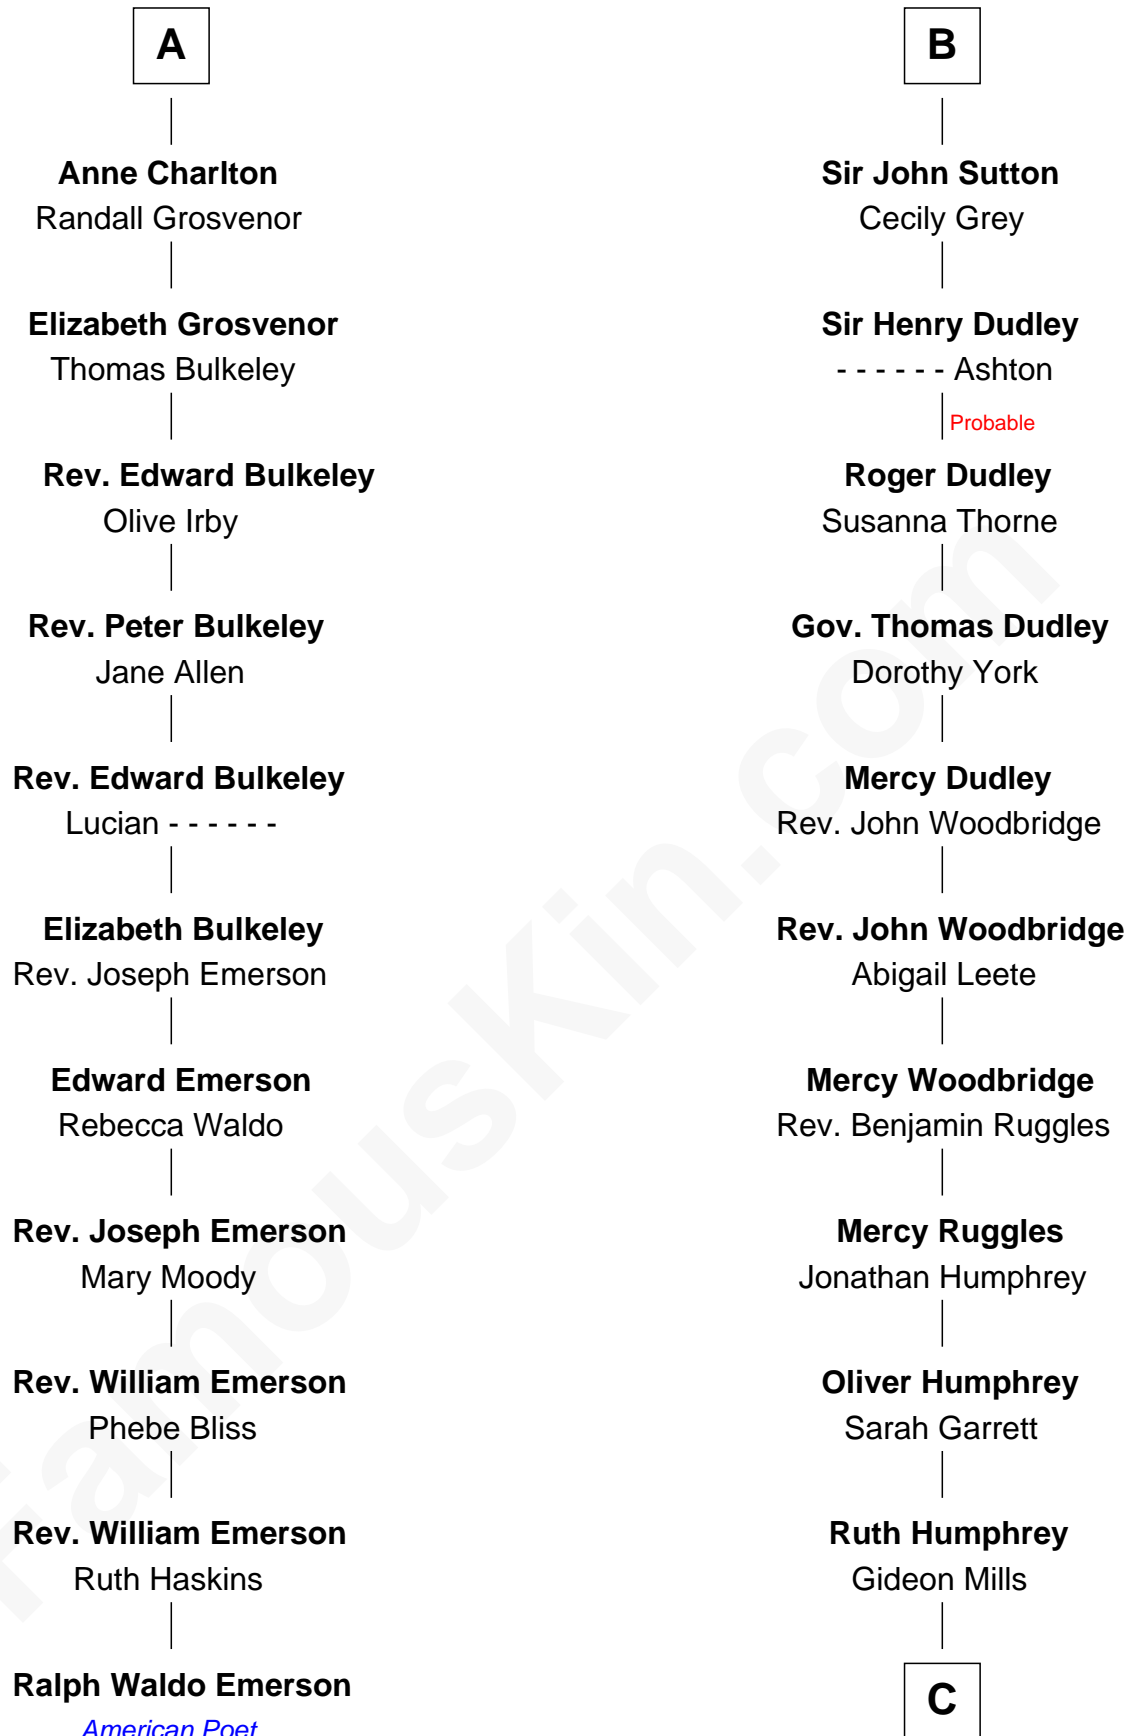 A
Anne Charlton
Randall Grosvenor
Elizabeth Grosvenor
Thomas Bulkeley
Rev. Edward Bulkeley
Olive Irby
Rev. Peter Bulkeley
Jane Allen
Rev. Edward Bulkeley
Lucian - - - - - -
Elizabeth Bulkeley
Rev. Joseph Emerson
Edward Emerson
Rebecca Waldo
Rev. Joseph Emerson
Mary Moody
Rev. William Emerson
Phebe Bliss
Rev. William Emerson
Ruth Haskins
Ralph Waldo Emerson
American Poet
B
Sir John Sutton
Cecily Grey
Sir Henry Dudley
- - - - - - Ashton
Probable
Roger Dudley
Susanna Thorne
Gov. Thomas Dudley
Dorothy York
Mercy Dudley
Rev. John Woodbridge
Rev. John Woodbridge
Abigail Leete
Mercy Woodbridge
Rev. Benjamin Ruggles
Mercy Ruggles
Jonathan Humphrey
Oliver Humphrey
Sarah Garrett
Ruth Humphrey
Gideon Mills
C
FamousKin.com